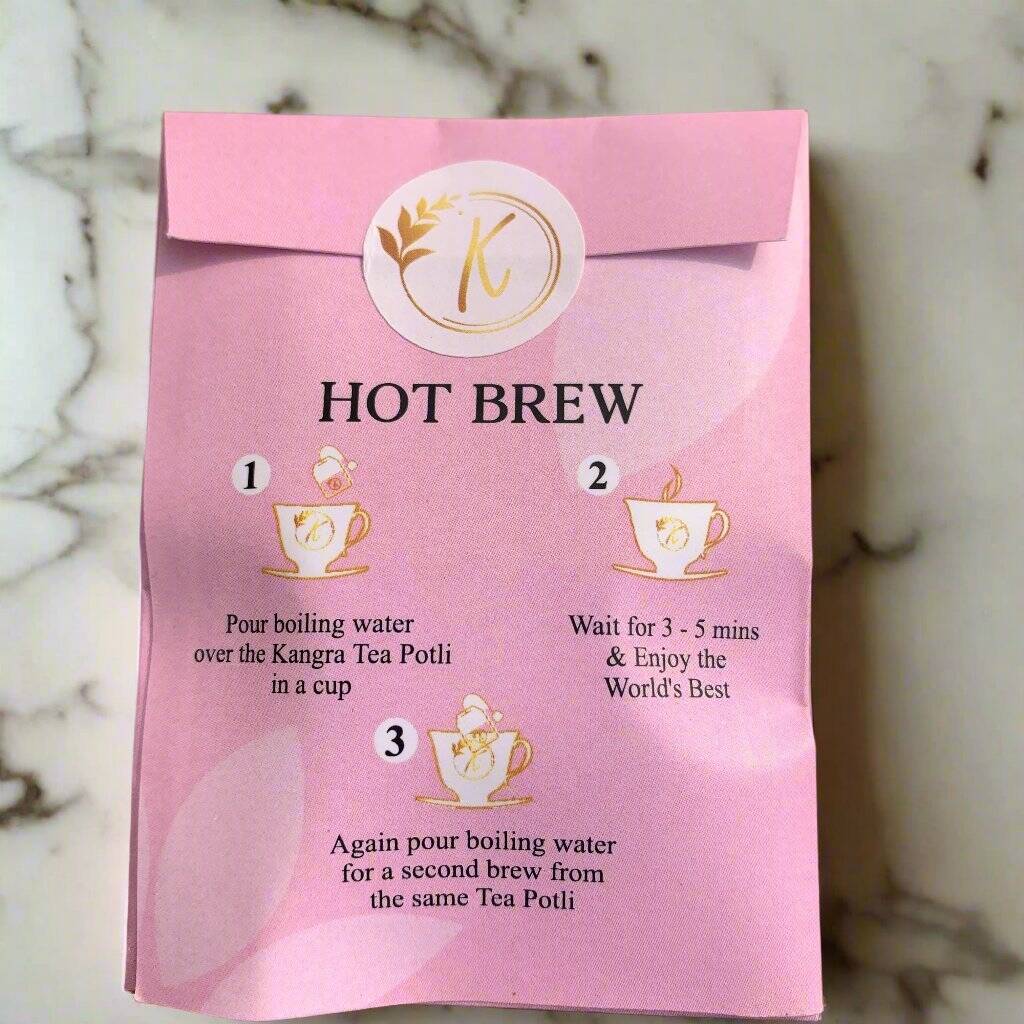 K
HOT BREW
1
Pour boiling water
over the Kangra Tea Potli
in a cup
2
Wait for 3 - 5 mins
& Enjoy the
World's Best
3
Again pour boiling water
for a second brew from
the same Tea Potli